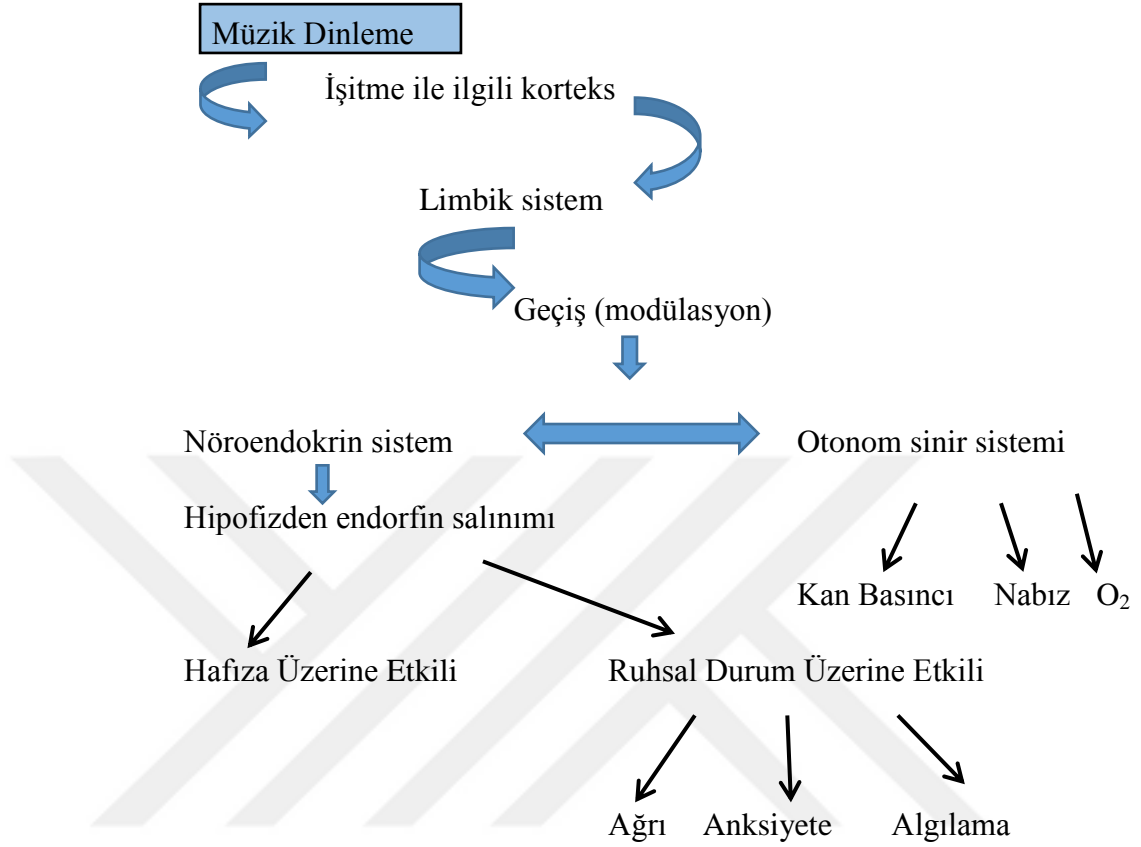 Müzik Dinleme
İşitme ile ilgili korteks
Limbik sistem
Geçiş (modülasyon)
Nöroendokrin sistem
Otonom sinir sistemi
Hipofizden endorfin salınımı
Kan Basıncı Nabız O₂
Hafıza Üzerine Etkili
Ruhsal Durum Üzerine Etkili
Ağrı Anksiyete Algılama